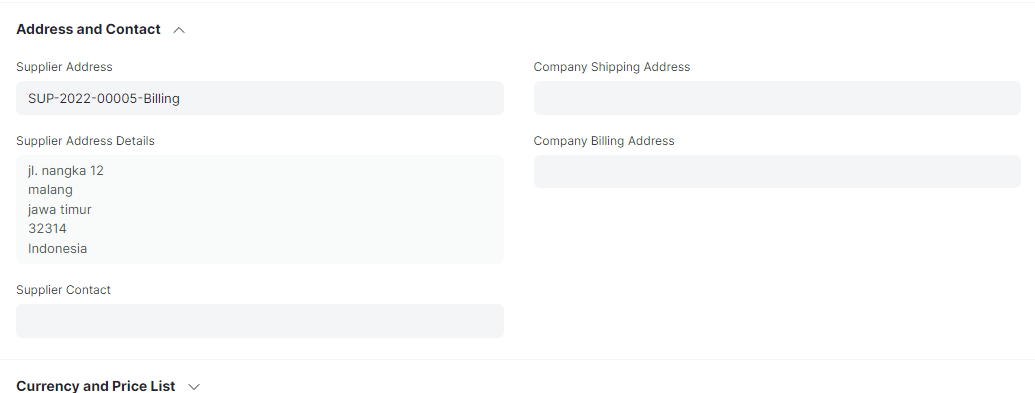 Address and Contact
Supplier Address
SUP-2022-00005-Billing
Supplier Address Details
jl. nangka 12
malang
jawa timur
32314
Indonesia
Supplier Contact
Company Shipping Address
Company Billing Address
Currency and Price List